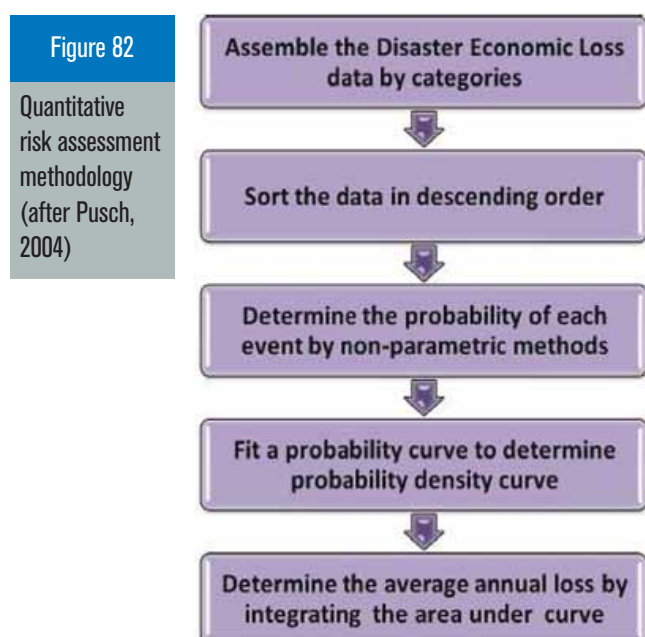 Figure 82
Quantitative
risk assessment
methodology
(after Pusch,
2004)
Assemble the Disaster Economic Loss
data by categories
Sort the data in descending order
Determine the probability of each
event by non-parametric methods
Fit a probability curve to determine
probability density curve
Determine the average annual loss by
integrating the area under curve